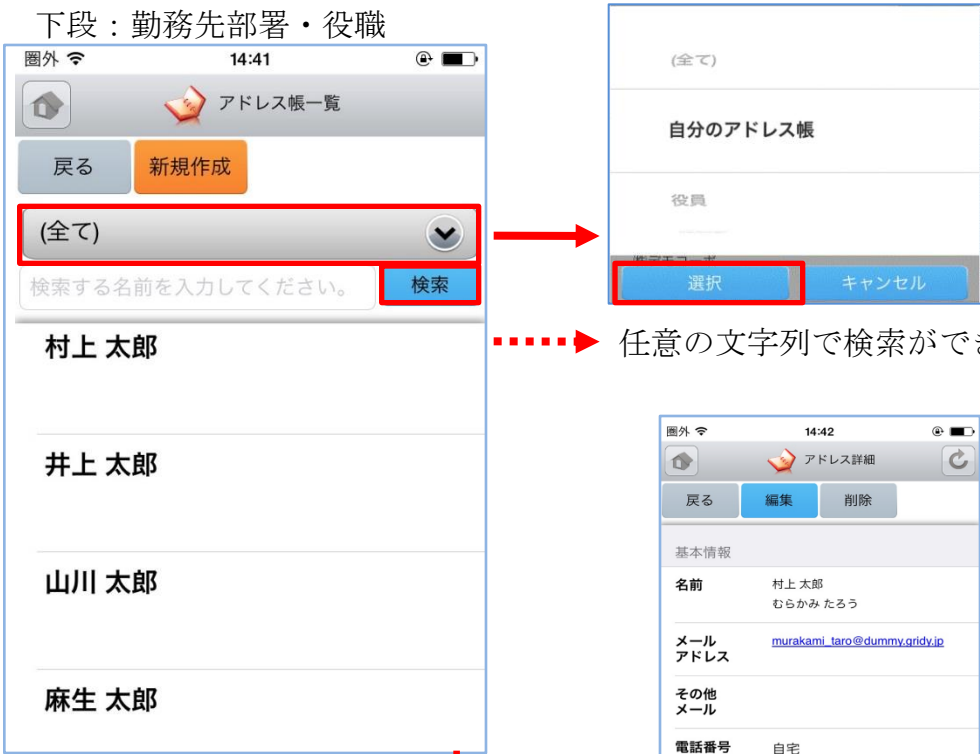 下段：勤務先部署・役職
圏外 14:41
アドレス帳一覧
戻る 新規作成
(全て)
検索する名前を入力してください。 検索
村上 太郎
井上 太郎
山川 太郎
麻生 太郎
(全て)
自分のアドレス帳
役員
選択 キャンセル
任意の文字列で検索がで
圏外 14:42
アドレス詳細
戻る 編集 削除
基本情報
名前 村上 太郎
むらかみ たろう
メール murakami_taro@dummy.gridy.jp
アドレス
その他
メール
電話番号 自宅